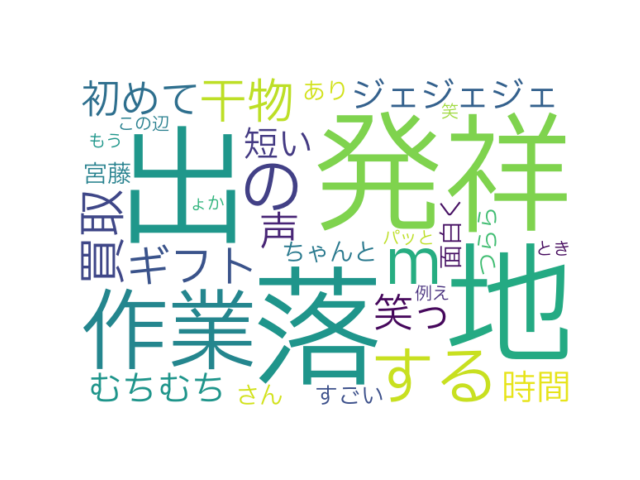 初めて
干物
あり
ジェジェジェ
笑
この辺
もう
出
短い
の
発祥
宮藤
ょか
買取
声
ちゃんと
パッと
面白く
つらら
とき
ギフト
m
地
作業
落
笑っ
例え
むちむち
さん
すごい
する
時間